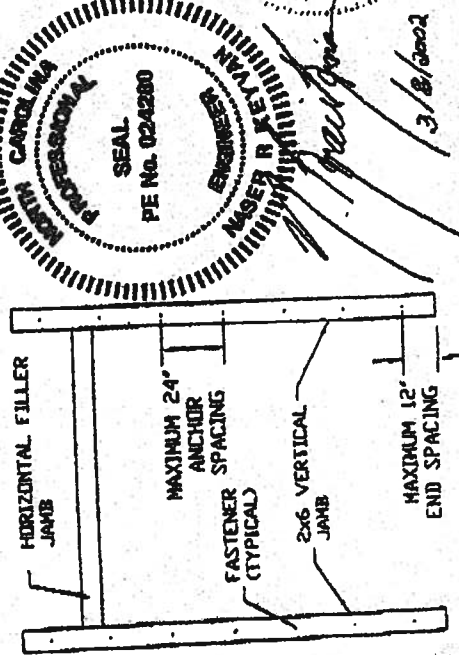 HORIZONTAL FILLER
JAMB
MAXIMUM 24"
ANCHOR
SPACING
FASTENER
(TYPICAL)
2x6 VERTICAL
JAMB
MAXIMUM 12"
END SPACING
NORTH CAROLINA
PROFESSIONAL
SEAL
PE No. 024280
ENGINEER
NASER R KEYVAN
3/8/2002